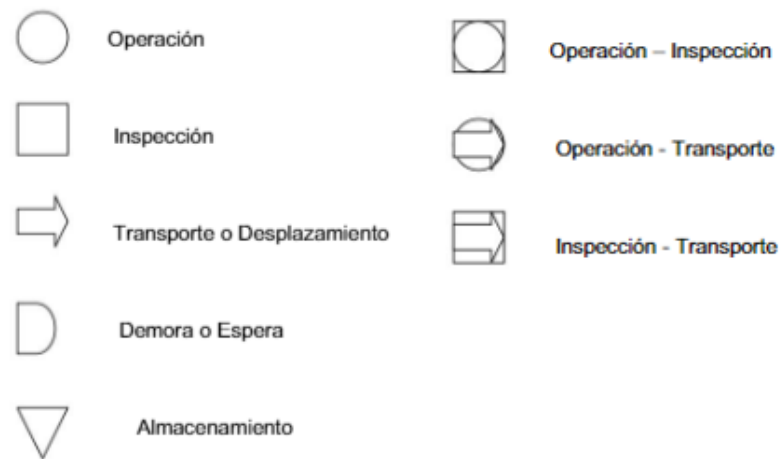 Operación
Inspección
Transporte o Desplazamiento
Demora o Espera
Almacenamiento
Operación – Inspección
Operación - Transporte
Inspección - Transporte